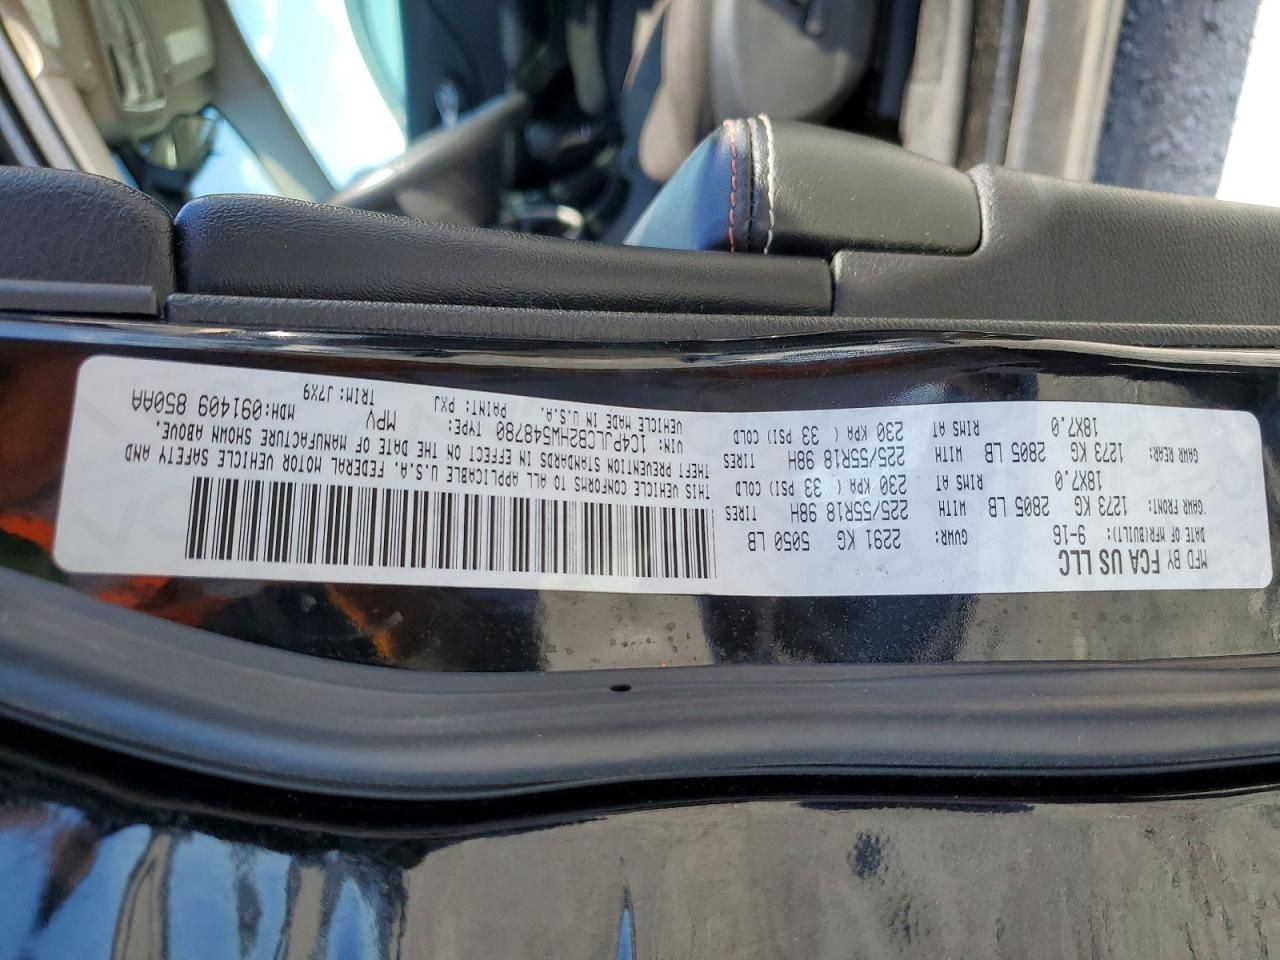 MFD BY FCA US LLC
DATE OF MFR(BUILT): 9-16 GVWR: 2291 KG 5050 LB
GAWR FRONT: 1273 KG 2805 LB WITH 225/55R18 98H TIRES
18X7.0 RIMS AT 230 KPA ( 33 PSI) COLD
GAWR REAR: 1273 KG 2805 LB WITH 225/55R18 98H TIRES
18X7.0 RIMS AT 230 KPA ( 33 PSI) COLD
THIS VEHICLE CONFORMS TO ALL APPLICABLE U.S.A. FEDERAL MOTOR VEHICLE SAFETY AND
THEFT PREVENTION STANDARDS IN EFFECT ON THE DATE OF MANUFACTURE SHOWN ABOVE.
VIN: 1C4PJLCB2HW548780 TYPE: MPV MDH:091409 850AA
VEHICLE MADE IN U.S.A. PAINT: PXJ TRIM: J7X9